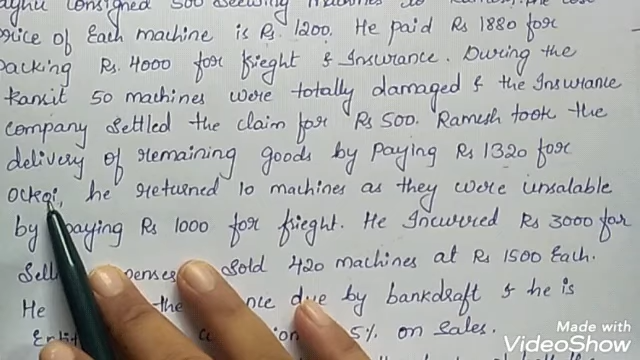 consigned 500 Sewing Machines to
Price of Each machine is Rs. 1200. He paid Rs 1880 for
Packing Rs. 4000 for frieght & Insurance. During the
tansit 50 machines were totally damaged & the Insurance
Company Settled the claim for Rs 500. Ramesh took the
delivery of remaining goods by Paying Rs 1320 for
he returned 10 machines as they were unsalable
by paying Rs 1000 for frieght. He Incurred Rs 3000 for
Sold 420 machines at Rs 1500 Each.
He the due by bankdraft & he is
5% on Sales.
Made with
VideoShow